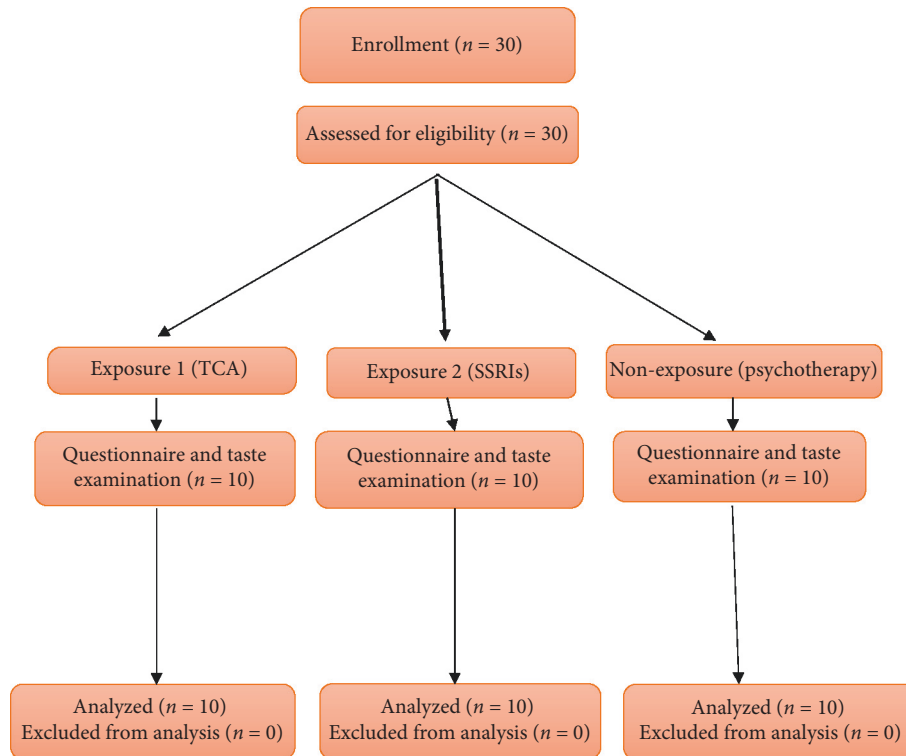 Enrollment (n = 30)
Assessed for eligibility (n = 30)
Exposure 1 (TCA)
Exposure 2 (SSRIs)
Non-exposure (psychotherapy)
Questionnaire and taste
examination (n = 10)
Questionnaire and taste
examination (n = 10)
Questionnaire and taste
examination (n = 10)
Analyzed (n = 10)
Excluded from analysis (n = 0)
Analyzed (n = 10)
Excluded from analysis (n = 0)
Analyzed (n = 10)
Excluded from analysis (n = 0)